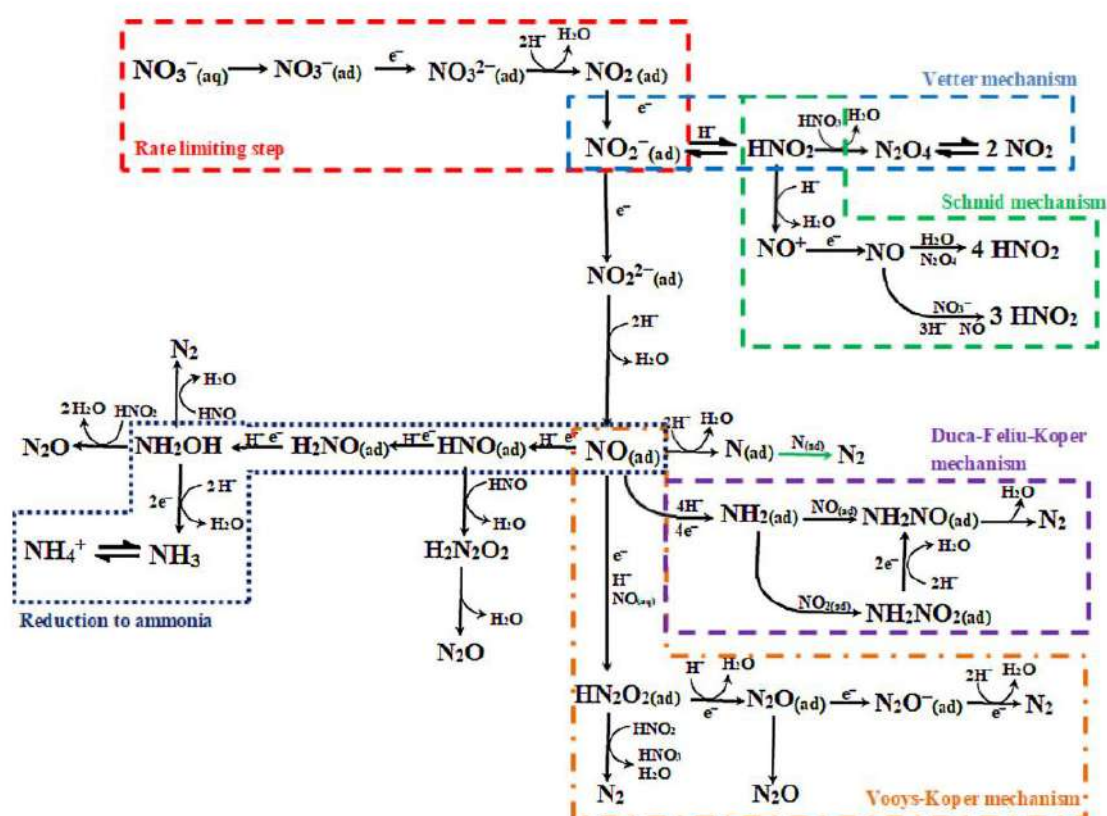 2H⁻ H₂O
NO₃⁻(aq) NO₃⁻(ad) e⁻ NO₃²⁻(ad) NO₂(ad)
Vetter mechanism
e⁻
Rate limiting step
NO₂⁻(ad) H⁻ HNO₂ HNO₃ H₂O N₂O₄ 2 NO₂
H⁻
H₂O
Schmid mechanism
e⁻
NO⁺ e⁻ NO H₂O N₂O₄ 4 HNO₂
NO₂²⁻(ad)
NO₃⁻ 3H⁻ NO 3 HNO₂
2H⁻
H₂O
N₂
H₂O
HNO
2H₂O HNO₂
N₂O NH₂OH H⁻ e⁻ H₂NO(ad) H⁻e⁻ HNO(ad) H⁻ e⁻ NO(ad) 2H⁻ H₂O N(ad) N(ad) N₂
Duca-Feliu-Koper
mechanism
2e⁻ 2H⁻
H₂O
HNO
H₂O
NH₄⁺ NH₃
H₂N₂O₂
4H⁻
4e⁻
NH₂(ad) NO(ad) NH₂NO(ad) H₂O N₂
H₂O
2e⁻
2H⁻
NO₂(ad) NH₂NO₂(ad)
Reduction to ammonia
H₂O
N₂O
e⁻
H⁻
NO(aq)
HN₂O₂(ad) H⁻ H₂O e⁻ N₂O(ad) e⁻ N₂O⁻(ad) 2H⁻ H₂O e⁻ N₂
HNO₂
HNO₃
H₂O
N₂ N₂O
Vooys-Koper mechanism